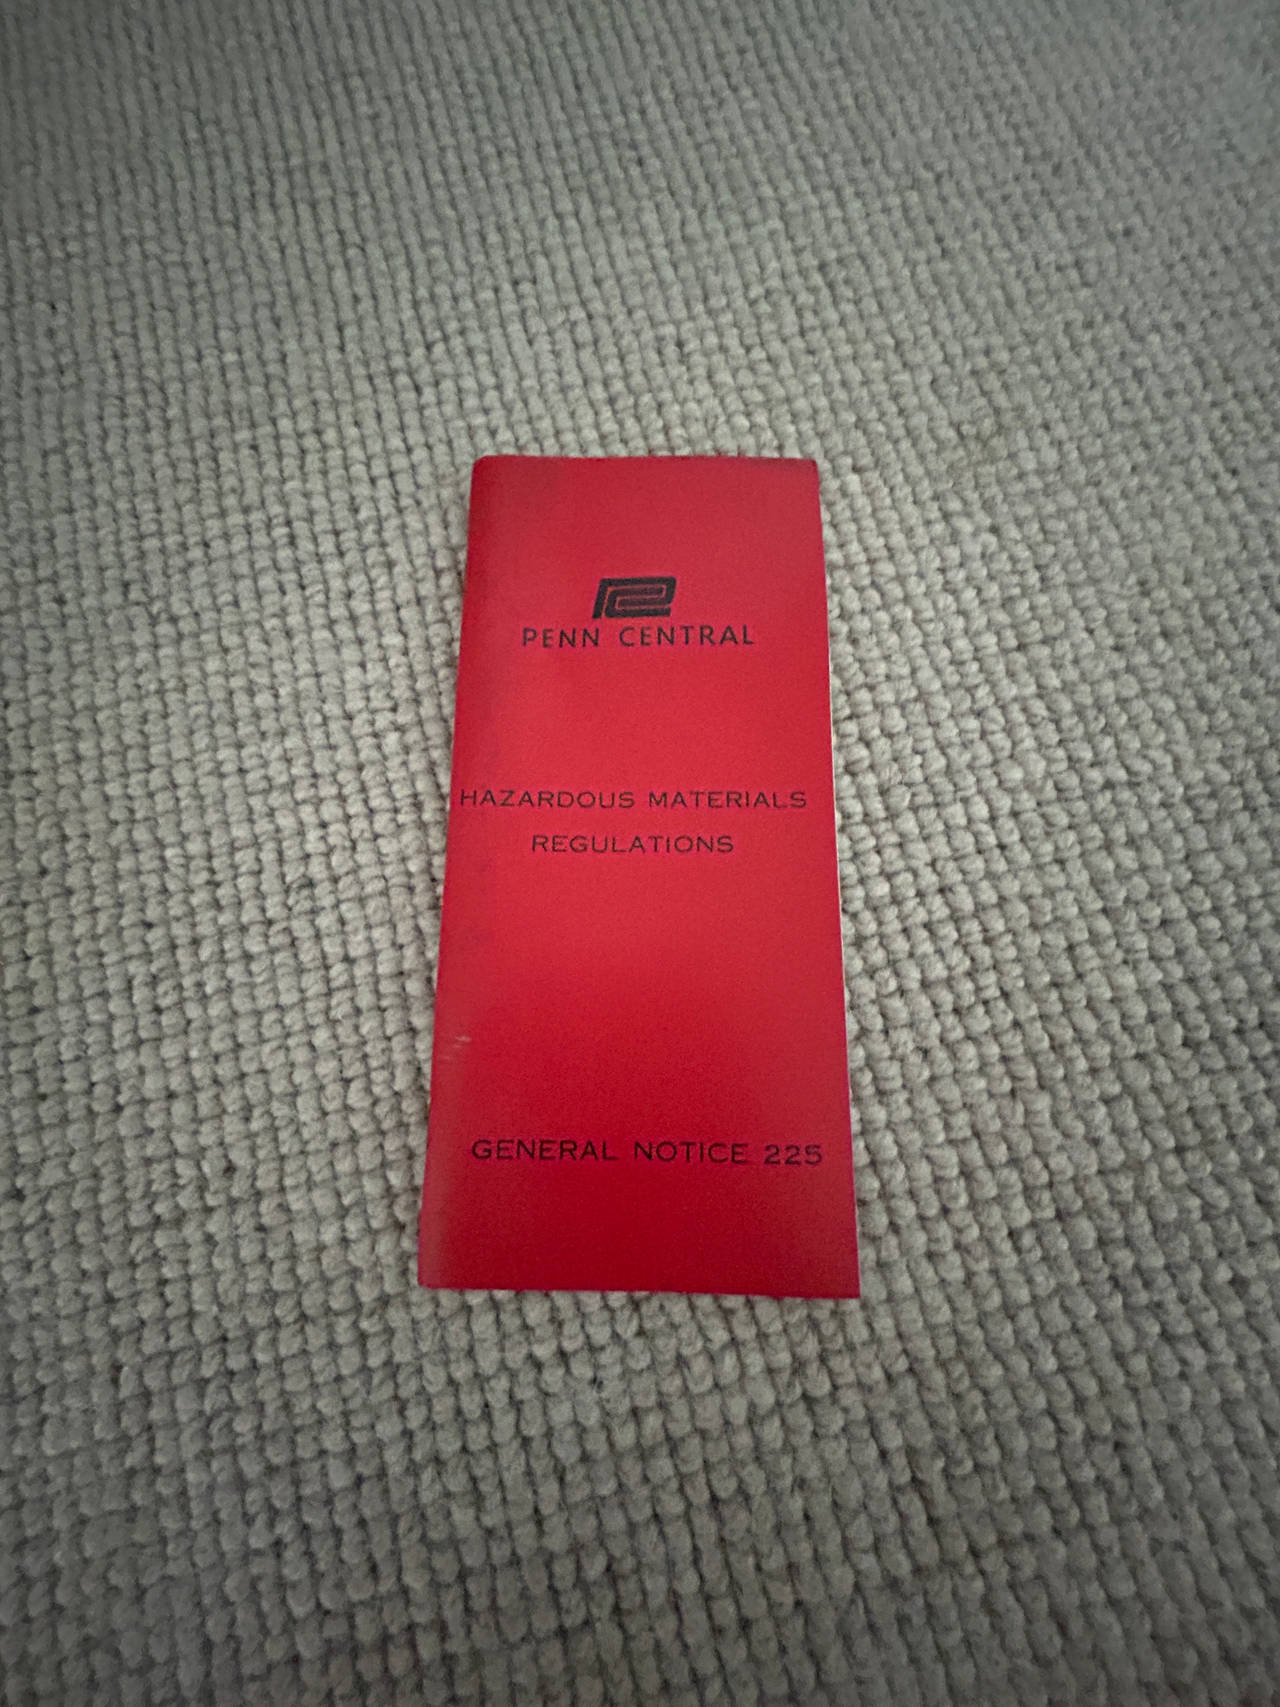 PENN CENTRAL
HAZARDOUS MATERIALS
REGULATIONS
GENERAL NOTICE 225